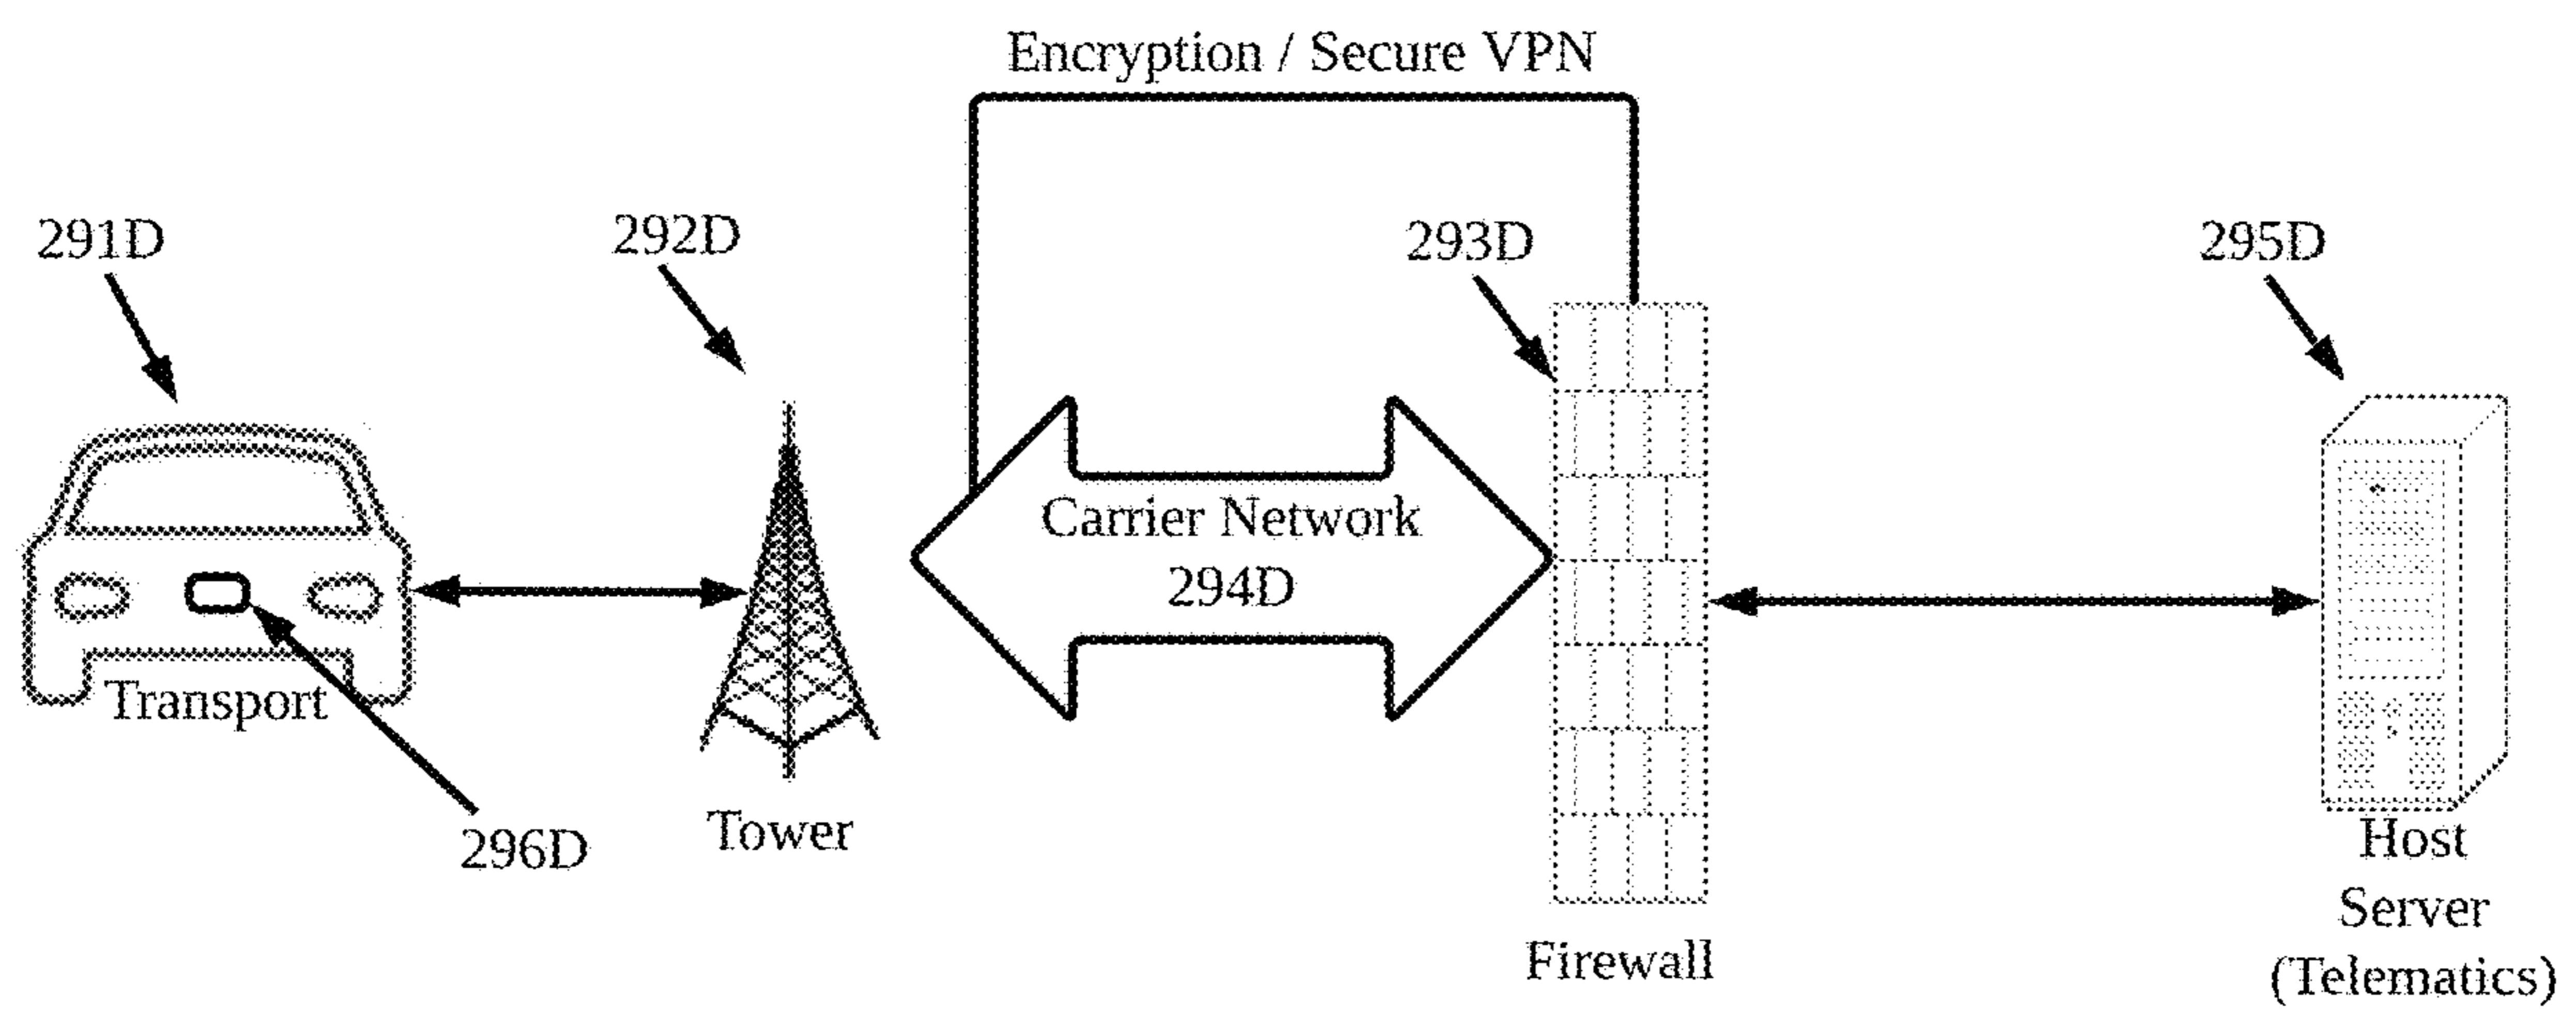 Encryption / Secure VPN
291D
292D
293D
295D
Carrier Network
294D
Transport
296D
Tower
Firewall
Host
Server
(Telematics)